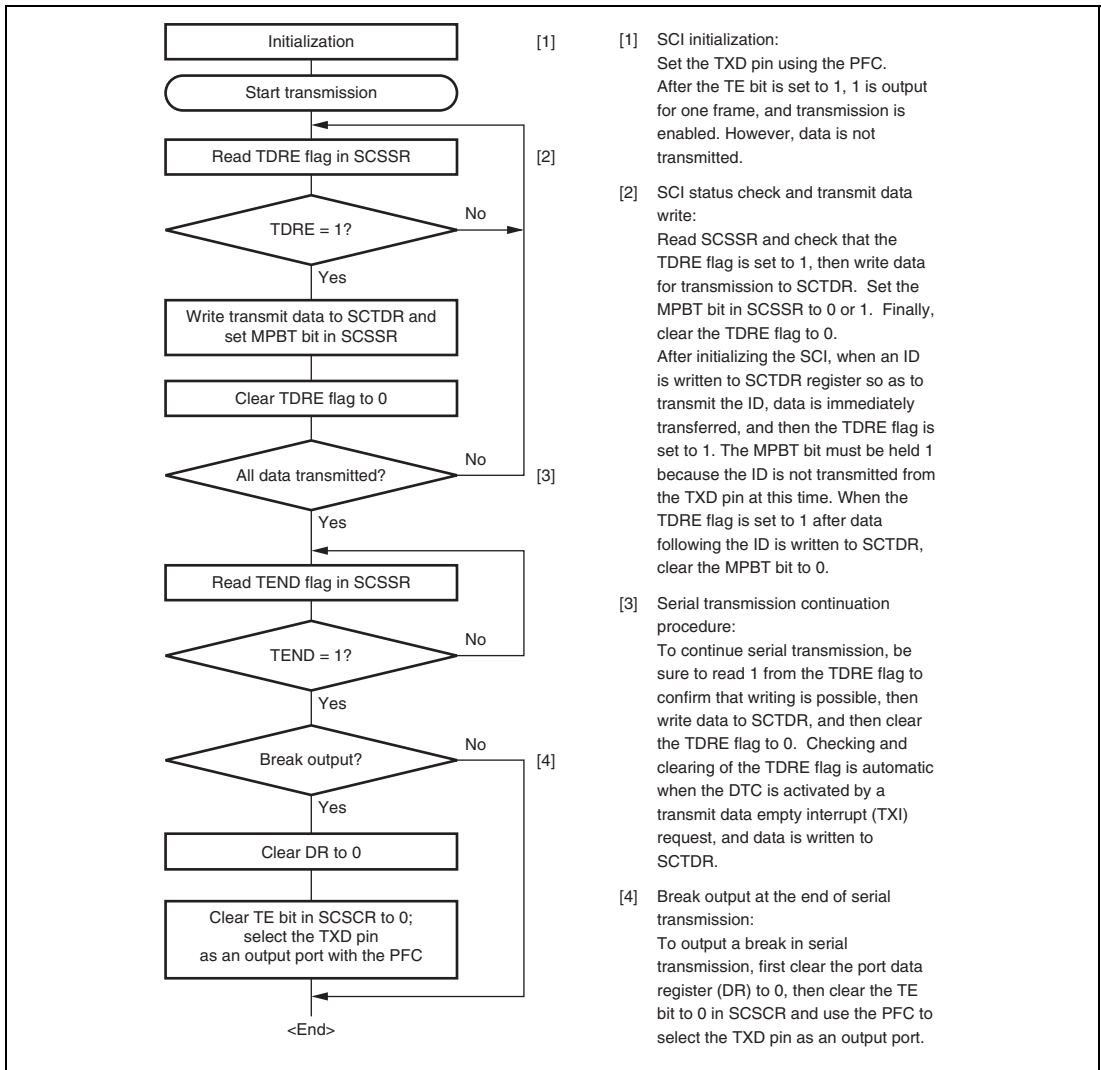 Initialization
[1]
Start transmission
Read TDRE flag in SCSSR
[2]
TDRE = 1?
No
Yes
Write transmit data to SCTDR and
set MPBT bit in SCSSR
Clear TDRE flag to 0
All data transmitted?
No
[3]
Yes
Read TEND flag in SCSSR
TEND = 1?
No
Yes
Break output?
No
[4]
Yes
Clear DR to 0
Clear TE bit in SCSCR to 0;
select the TXD pin
as an output port with the PFC
<End>
[1] SCI initialization:
Set the TXD pin using the PFC.
After the TE bit is set to 1, 1 is output
for one frame, and transmission is
enabled. However, data is not
transmitted.
[2] SCI status check and transmit data
write:
Read SCSSR and check that the
TDRE flag is set to 1, then write data
for transmission to SCTDR. Set the
MPBT bit in SCSSR to 0 or 1. Finally,
clear the TDRE flag to 0.
After initializing the SCI, when an ID
is written to SCTDR register so as to
transmit the ID, data is immediately
transferred, and then the TDRE flag is
set to 1. The MPBT bit must be held 1
because the ID is not transmitted from
the TXD pin at this time. When the
TDRE flag is set to 1 after data
following the ID is written to SCTDR,
clear the MPBT bit to 0.
[3] Serial transmission continuation
procedure:
To continue serial transmission, be
sure to read 1 from the TDRE flag to
confirm that writing is possible, then
write data to SCTDR, and then clear
the TDRE flag to 0. Checking and
clearing of the TDRE flag is automatic
when the DTC is activated by a
transmit data empty interrupt (TXI)
request, and data is written to
SCTDR.
[4] Break output at the end of serial
transmission:
To output a break in serial
transmission, first clear the port data
register (DR) to 0, then clear the TE
bit to 0 in SCSCR and use the PFC to
select the TXD pin as an output port.